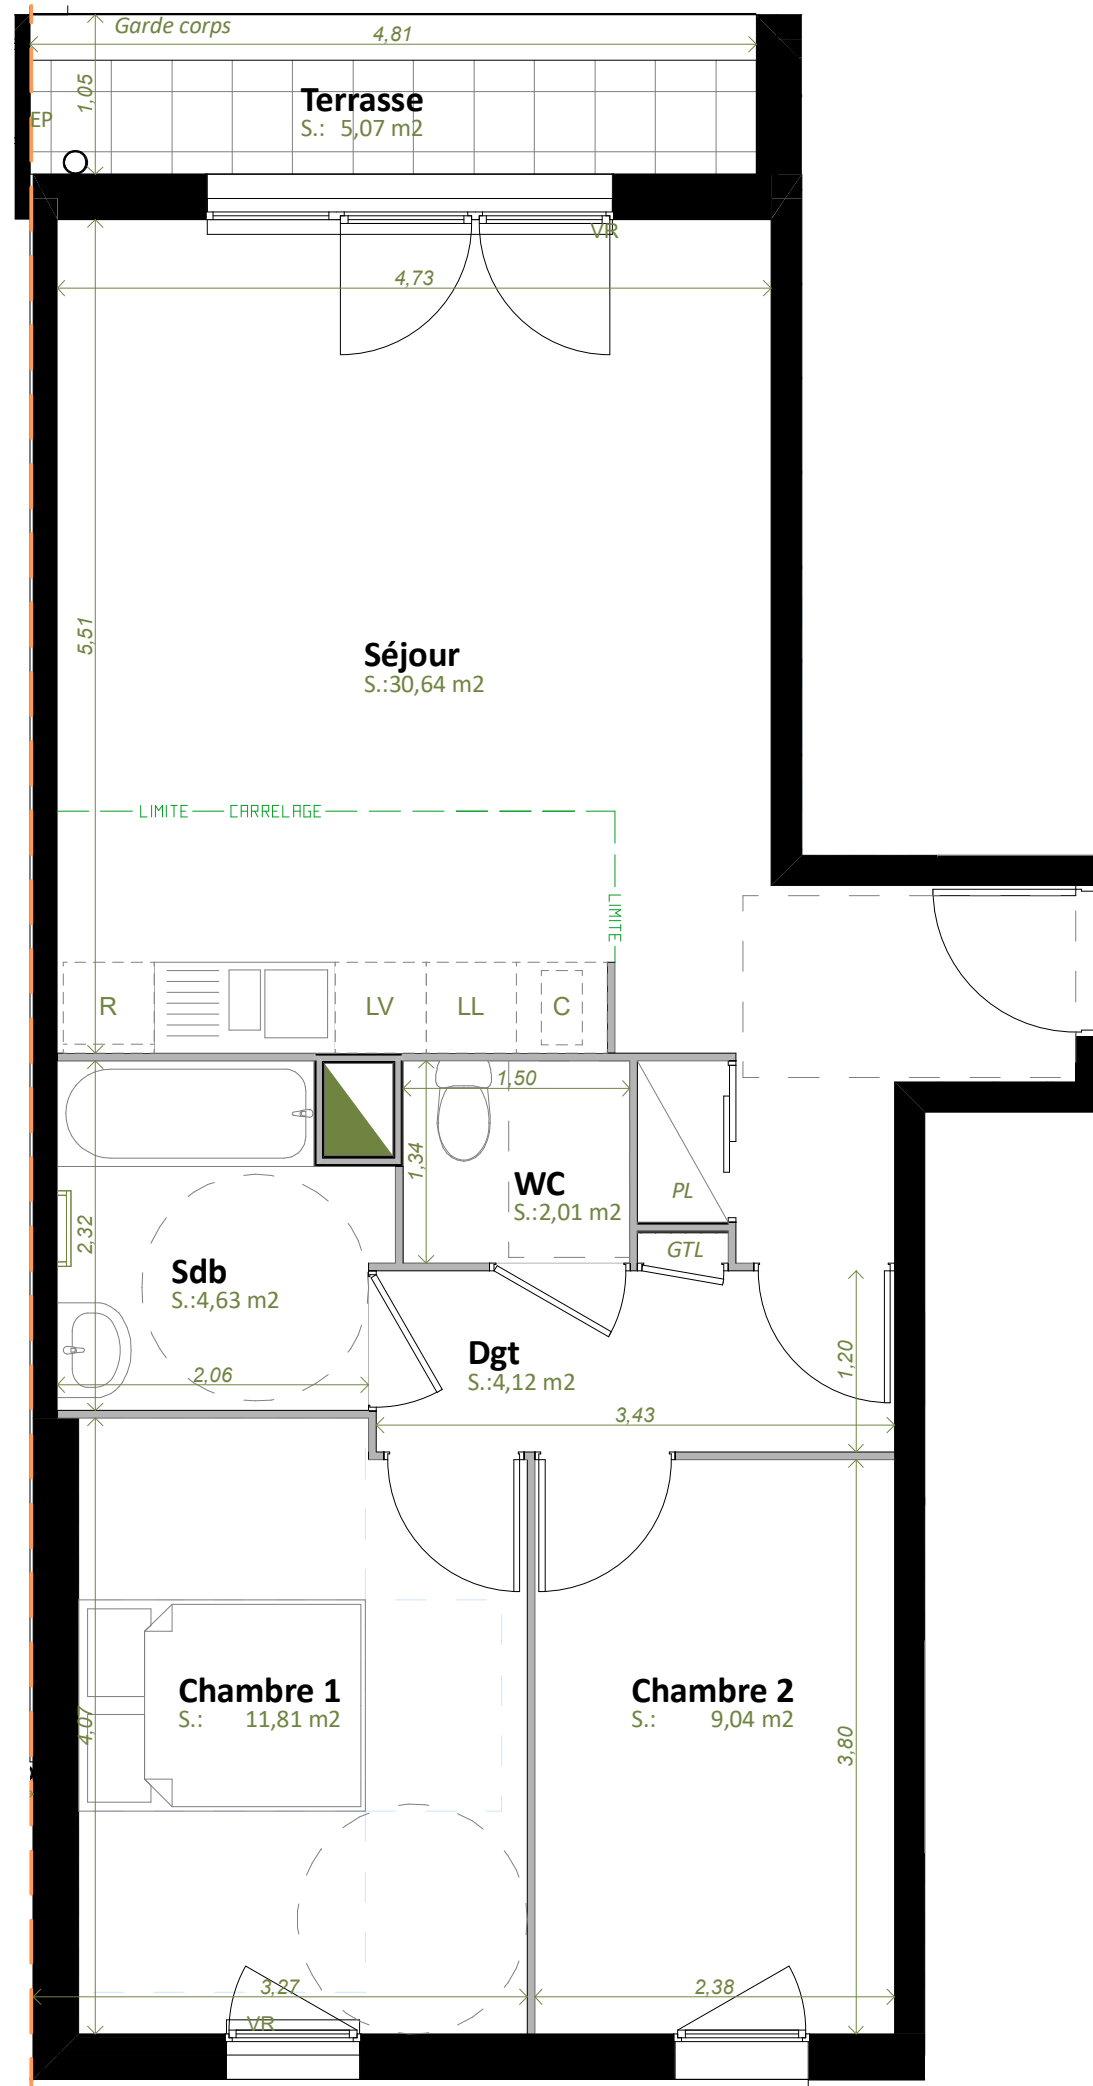 Garde corps
4,81
1,05
Terrasse
S.: 5,07 m2
EP
VR
4,73
5,51
Séjour
S.:30,64 m2
LIMITE CARRELAGE
LIMITE
R
LV
LL
C
1,50
1,34
WC
S.:2,01 m2
PL
GTL
2,32
Sdb
S.:4,63 m2
2,06
Dgt
S.:4,12 m2
1,20
3,43
Chambre 1
S.: 11,81 m2
4,07
Chambre 2
S.: 9,04 m2
3,80
3,27
2,38
VR